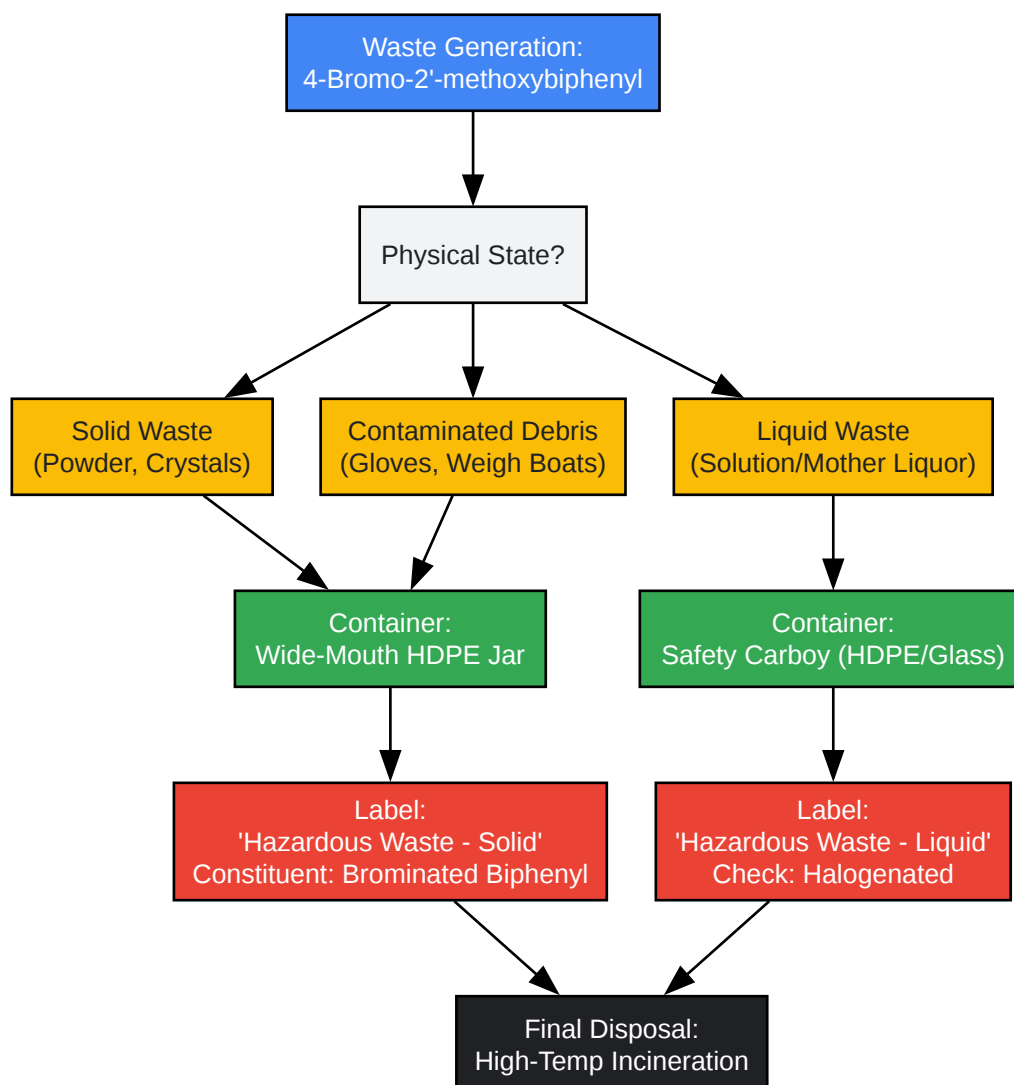 Waste Generation:
4-Bromo-2'-methoxybiphenyl
Physical State?
Solid Waste
(Powder, Crystals)
Contaminated Debris
(Gloves, Weigh Boats)
Liquid Waste
(Solution/Mother Liquor)
Container:
Wide-Mouth HDPE Jar
Container:
Safety Carboy (HDPE/Glass)
Label:
'Hazardous Waste - Solid'
Constituent: Brominated Biphenyl
Label:
'Hazardous Waste - Liquid'
Check: Halogenated
Final Disposal:
High-Temp Incineration